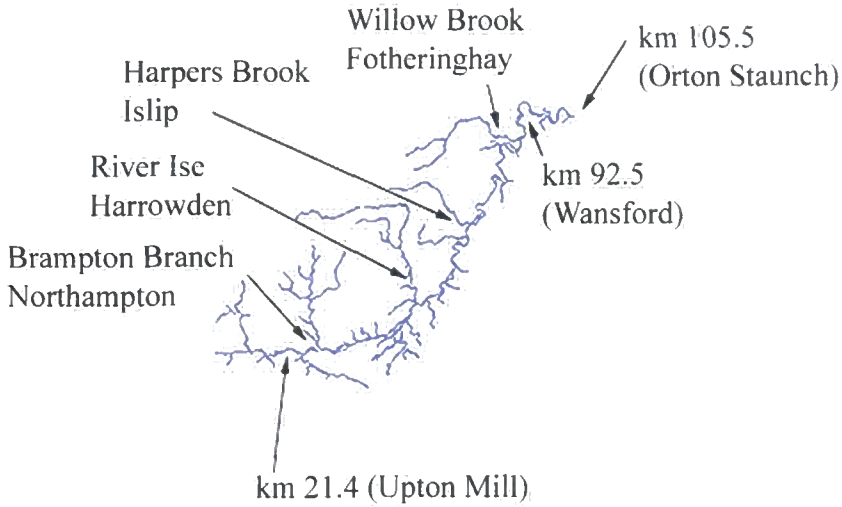 Willow Brook
Fotheringhay
km 105.5
(Orton Staunch)
Harpers Brook
Islip
River Ise
Harrowden
km 92.5
(Wansford)
Brampton Branch
Northampton
km 21.4 (Upton Mill)